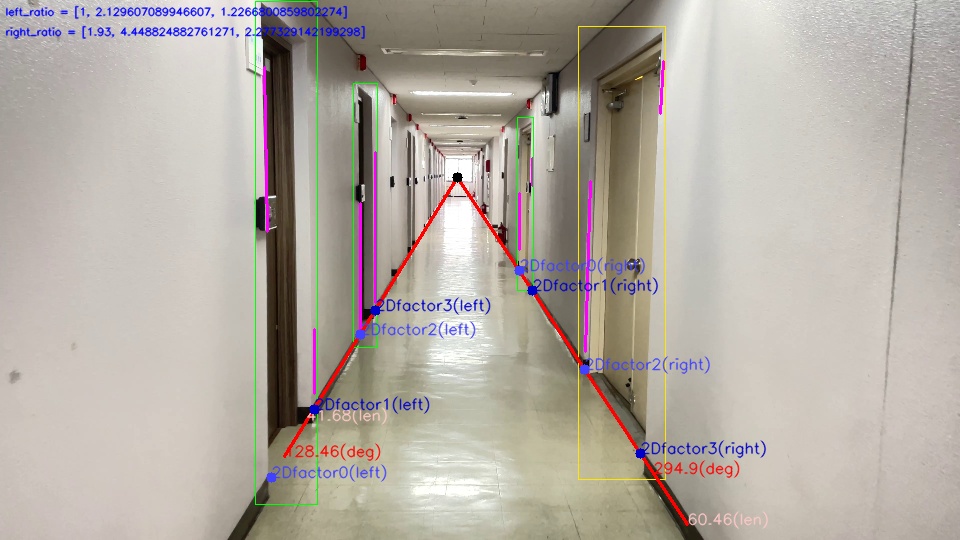 left_ratio = [1, 2.129607089946607, 1.2266800859802274]
right_ratio = [1.93, 4.448824882761271, 2.277329142199298]
2Dfactor0(right)
2Dfactor1(right)
2Dfactor3(left)
2Dfactor2(left)
2Dfactor2(right)
2Dfactor1(left)
41.68(len)
128.46(deg)
2Dfactor3(right)
294.9(deg)
2Dfactor0(left)
60.46(len)